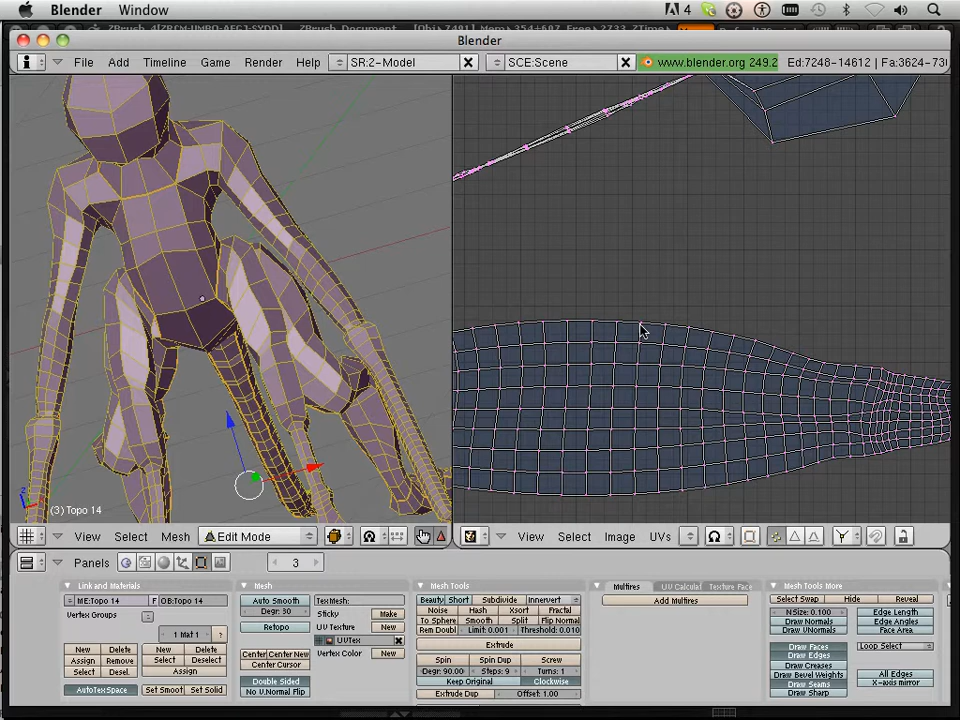 Blender Window 4
Blender
File Add Timeline Game Render Help SR:2-Model SCE:Scene www.blender.org 249.2 Ed:7248-14612 | Fa:3624-730
(3) Topo 14
View Select Mesh Edit Mode
View Select Image UVs
Panels 3
Link and Materials
ME:Topo 14 F OB:Topo 14
Vertex Groups
1 Mat 1 ?
New Delete New Delete
Assign Remove Select Deselect
Select Desel. Assign
AutoTexSpace Set Smoot Set Solid
Mesh
Auto Smooth TexMesh:
Degr: 30 Sticky Make
Retopo UV Texture New
UVTex
Center Center New Vertex Color New
Center Cursor
Double Sided
No V.Normal Flip
Mesh Tools
Beauty Short Subdivide Innervert
Noise Hash Xsort Fractal
To Sphere Smooth Split Flip Normal
Rem Doubl Limit: 0.001 Threshold: 0.010
Extrude
Spin Spin Dup Screw
Degr: 90.00 Steps: 9 Turns: 1
Keep Original Clockwise
Extrude Dup Offset: 1.00
Multires UV Calculat Texture Face
Add Multires
Mesh Tools More
Select Swap Hide Reveal
NSize: 0.100 Edge Length
Draw Normals Edge Angles
Draw VNormals Face Area
Draw Faces Loop Select
Draw Edges
Draw Creases
Draw Bevel Weights All Edges
Draw Seams X-axis mirror
Draw Sharp